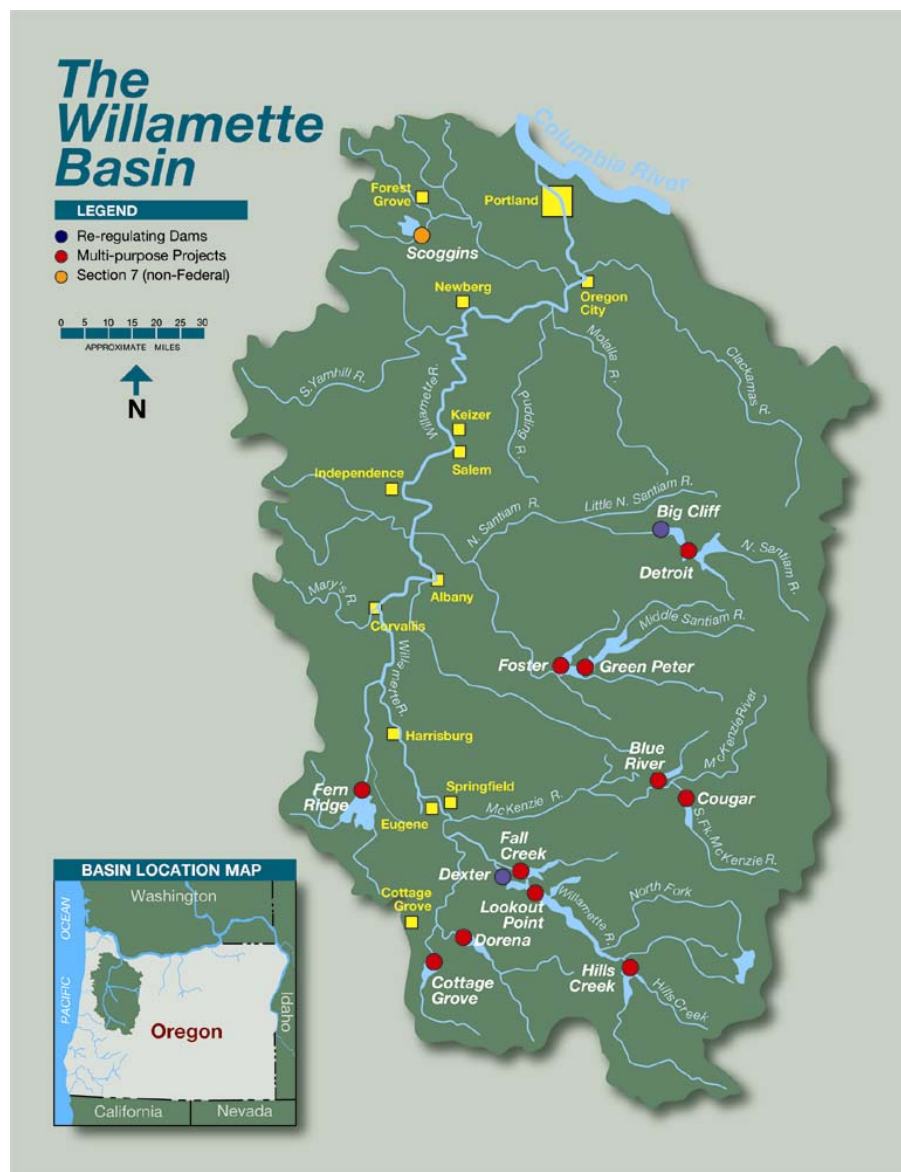 The
Willamette
Basin
LEGEND
Re-regulating Dams
Multi-purpose Projects
Section 7 (non-Federal)
0 5 10 15 20 25 30
APPROXIMATE MILES
N
Columbia River
Forest
Grove
Portland
Scoggins
Newberg
Oregon
City
Molalla R.
Clackamas R.
S. Yamhill R.
Willamette R.
Pudding R.
Keizer
Salem
Independence
Little N. Santiam R.
N. Santiam R.
Big Cliff
N. Santiam R.
Detroit
Albany
Mary's R.
Corvallis
Middle Santiam R.
Willamette R.
Foster
Green Peter
McKenzie River
Harrisburg
Blue
River
Fern
Ridge
Springfield
McKenzie R.
Cougar
Eugene
S. Fk. McKenzie R.
Fall
Creek
Dexter
Cottage
Grove
Lookout
Point
Willamette R.
North Fork
Dorena
Cottage
Grove
Hills
Creek
Hills Creek
BASIN LOCATION MAP
Washington
PACIFIC OCEAN
Idaho
Oregon
California
Nevada